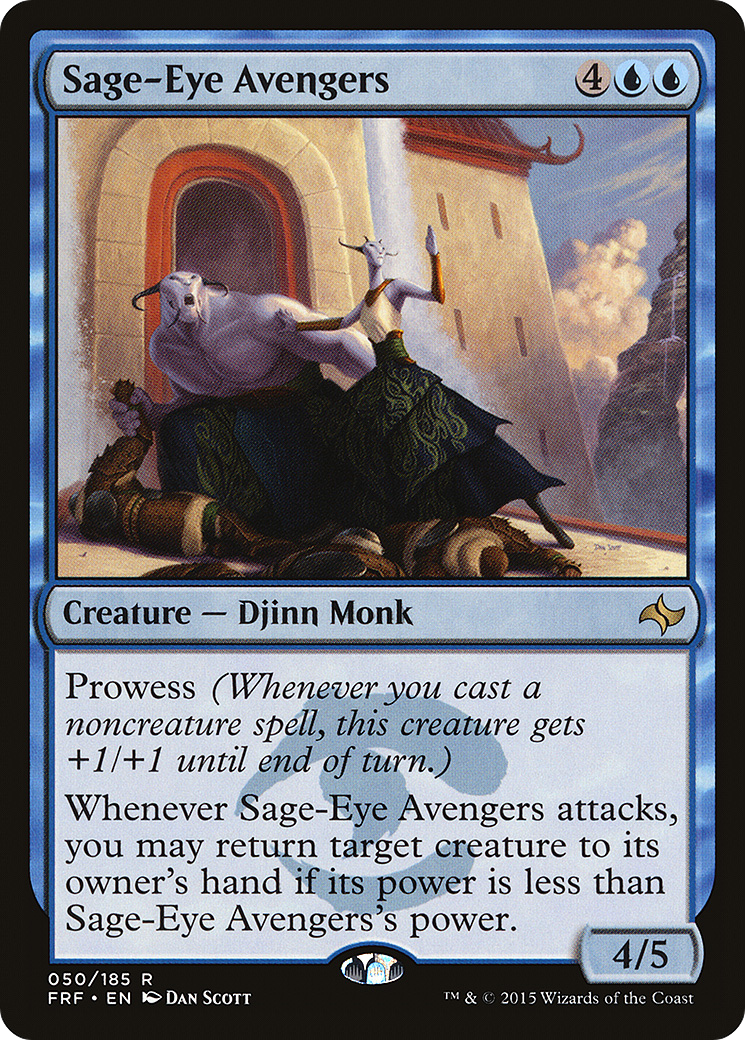 Sage-Eye Avengers 4
Creature — Djinn Monk
Prowess (Whenever you cast a
noncreature spell, this creature gets
+1/+1 until end of turn.)
Whenever Sage-Eye Avengers attacks,
you may return target creature to its
owner's hand if its power is less than
Sage-Eye Avengers's power.
4/5
050/185 R
FRF • EN Dan Scott
™ & © 2015 Wizards of the Coast